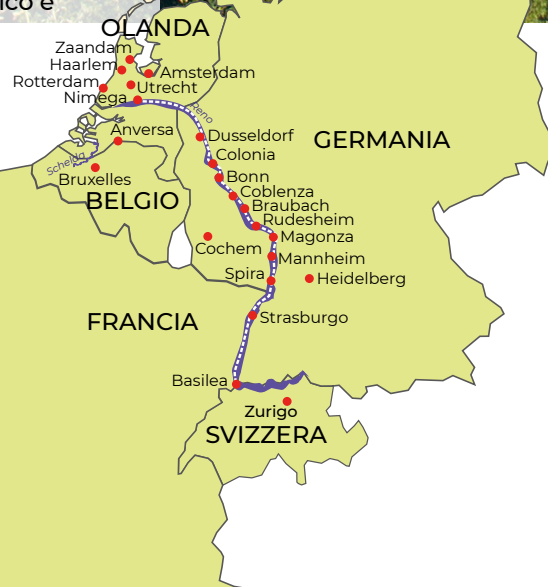 ico e
OLANDA
Zaandam
Haarlem
Amsterdam
Rotterdam
Utrecht
Nimega
Reno
Anversa
Dusseldorf
GERMANIA
Colonia
Schelda
Bonn
Bruxelles
Coblenza
BELGIO
Braubach
Rudesheim
Magonza
Cochem
Mannheim
Spira
Heidelberg
FRANCIA
Strasburgo
Basilea
Zurigo
SVIZZERA